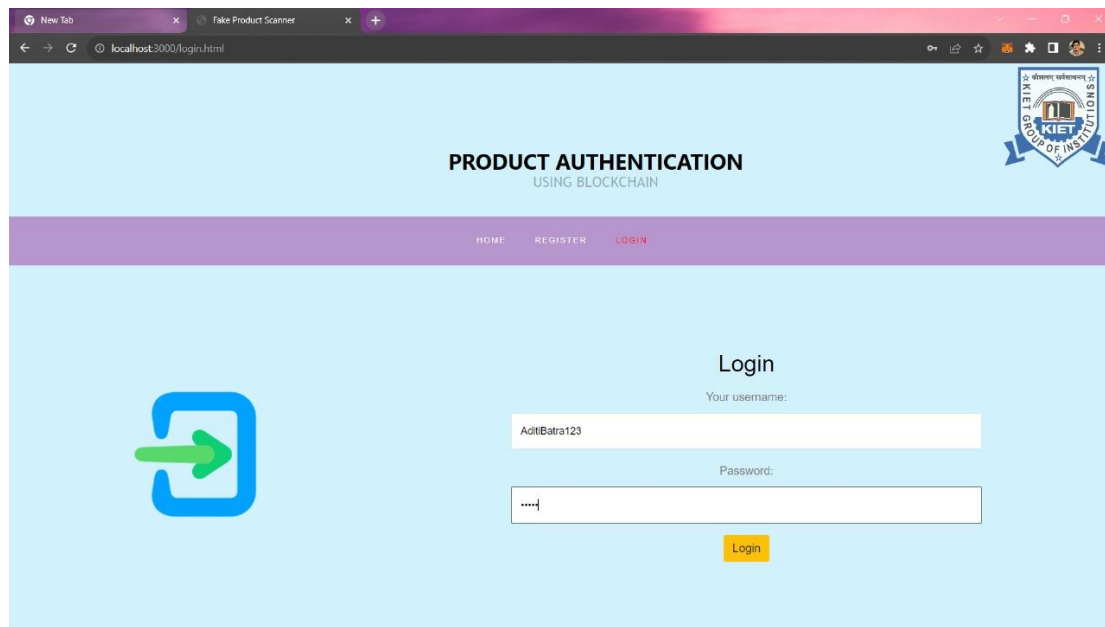 New Tab
Fake Product Scanner
localhost:3000/login.html
KIET GROUP OF INSTITUTIONS
KIET
PRODUCT AUTHENTICATION
USING BLOCKCHAIN
HOME REGISTER LOGIN
Login
Your username:
AditiBatra123
Password:
•••••
Login